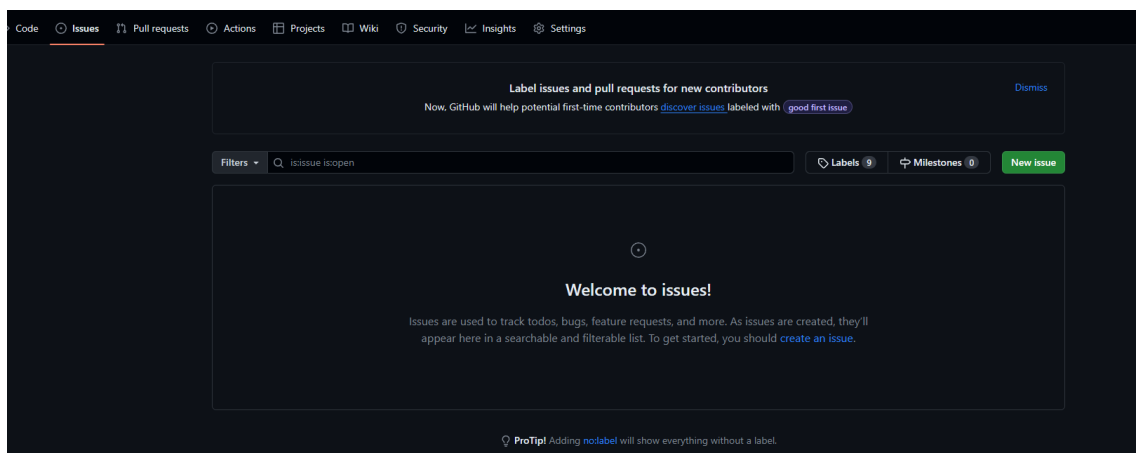 Code Issues Pull requests Actions Projects Wiki Security Insights Settings
Label issues and pull requests for new contributors
Dismiss
Now, GitHub will help potential first-time contributors discover issues labeled with good first issue
Filters is:issue is:open Labels 9 Milestones 0 New issue
Welcome to issues!
Issues are used to track todos, bugs, feature requests, and more. As issues are created, they'll
appear here in a searchable and filterable list. To get started, you should create an issue.
ProTip! Adding no:label will show everything without a label.